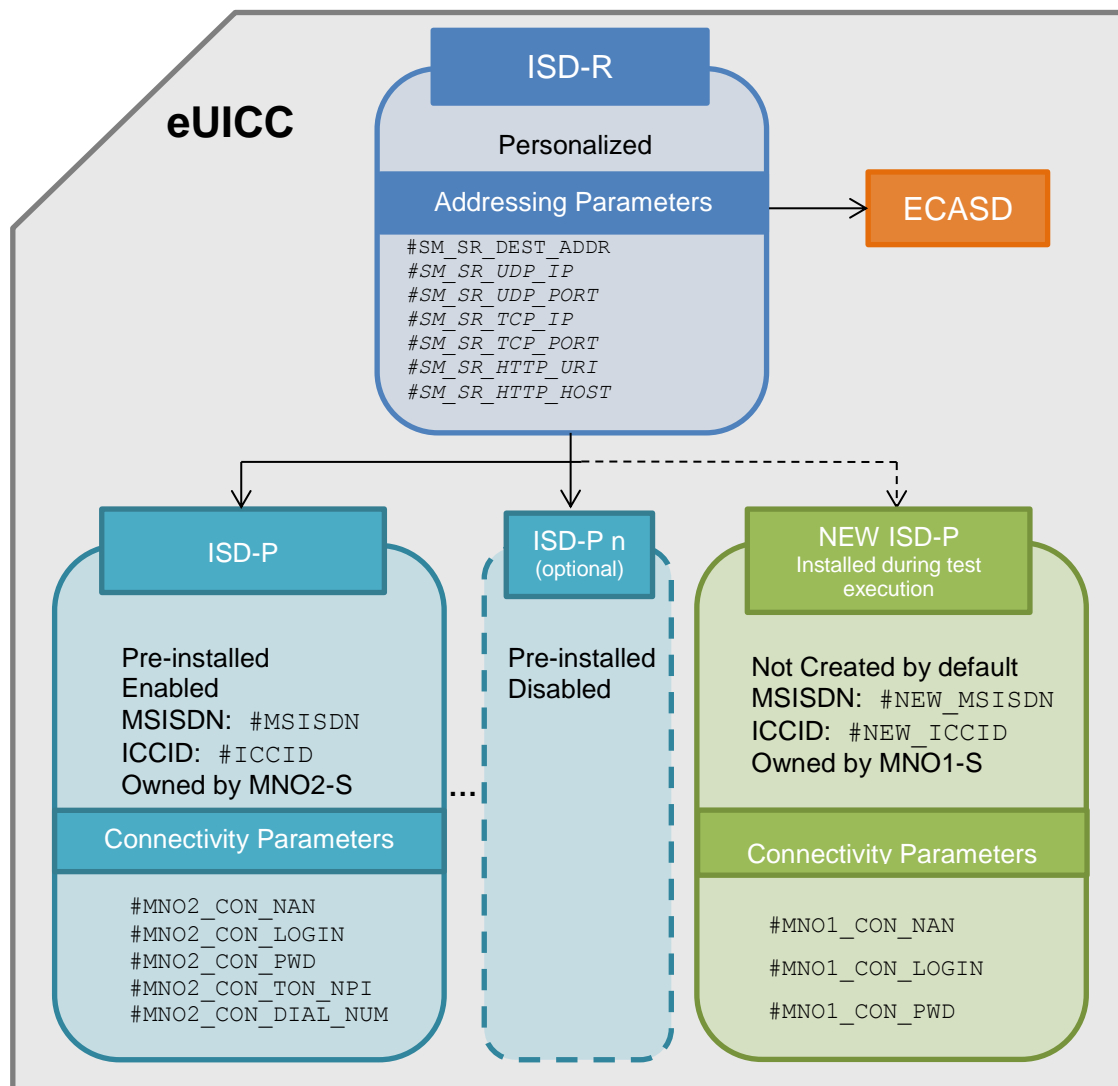 eUICC
ISD-R
Personalized
Addressing Parameters
#SM_SR_DEST_ADDR
#SM_SR_UDP_IP
#SM_SR_UDP_PORT
#SM_SR_TCP_IP
#SM_SR_TCP_PORT
#SM_SR_HTTP_URI
#SM_SR_HTTP_HOST
ECASD
ISD-P
Pre-installed
Enabled
MSISDN: #MSISDN
ICCID: #ICCID
Owned by MNO2-S
Connectivity Parameters
#MNO2_CON_NAN
#MNO2_CON_LOGIN
#MNO2_CON_PWD
#MNO2_CON_TON_NPI
#MNO2_CON_DIAL_NUM
...
ISD-P n
(optional)
Pre-installed
Disabled
NEW ISD-P
Installed during test
execution
Not Created by default
MSISDN: #NEW_MSISDN
ICCID: #NEW_ICCID
Owned by MNO1-S
Connectivity Parameters
#MNO1_CON_NAN
#MNO1_CON_LOGIN
#MNO1_CON_PWD